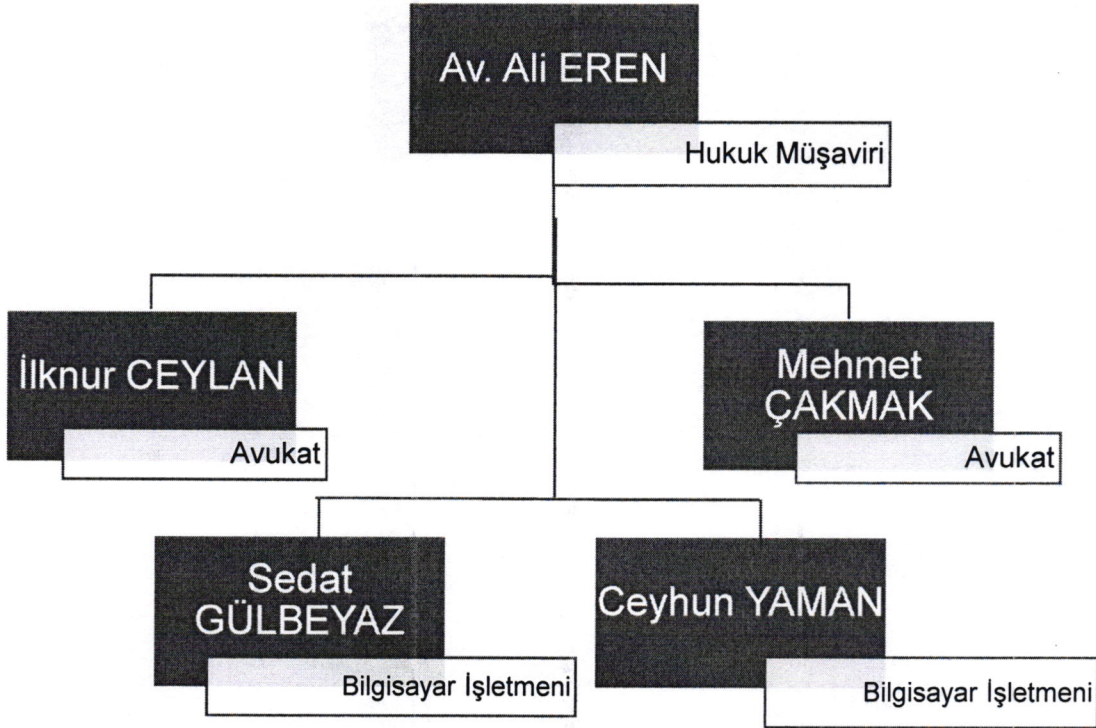 Av. Ali EREN
Hukuk Müşaviri
İlknur CEYLAN
Avukat
Mehmet
ÇAKMAK
Avukat
Sedat
GÜLBEYAZ
Bilgisayar İşletmeni
Ceyhun YAMAN
Bilgisayar İşletmeni